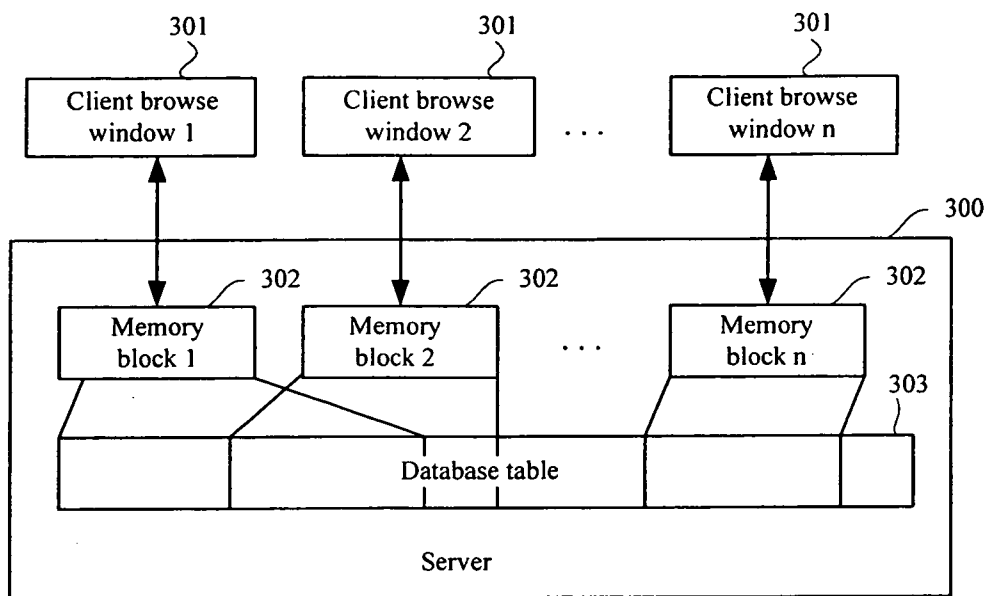 301
301
301
Client browse
window 1
Client browse
window 2
. . .
Client browse
window n
300
302
302
302
Memory
block 1
Memory
block 2
. . .
Memory
block n
303
Database table
Server